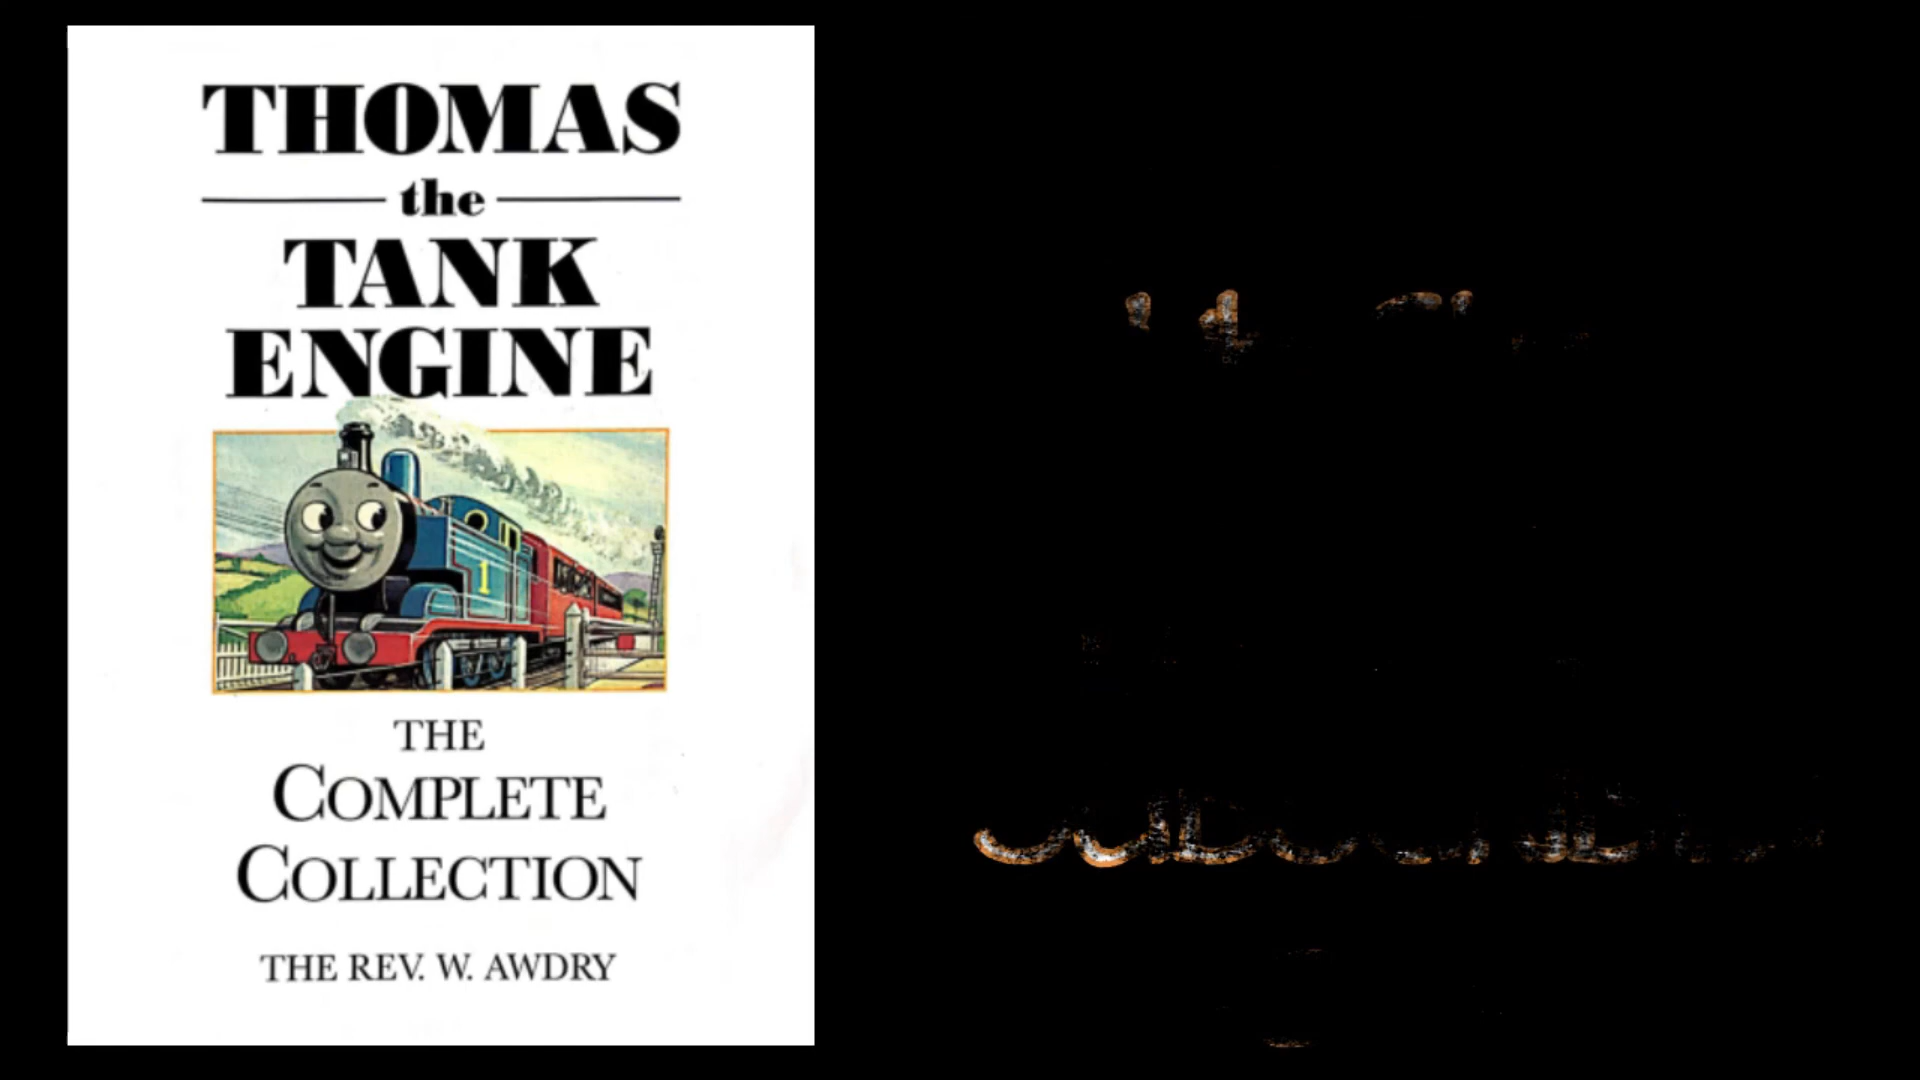 THOMAS
the
TANK
ENGINE
1
THE
COMPLETE
COLLECTION
THE REV. W. AWDRY